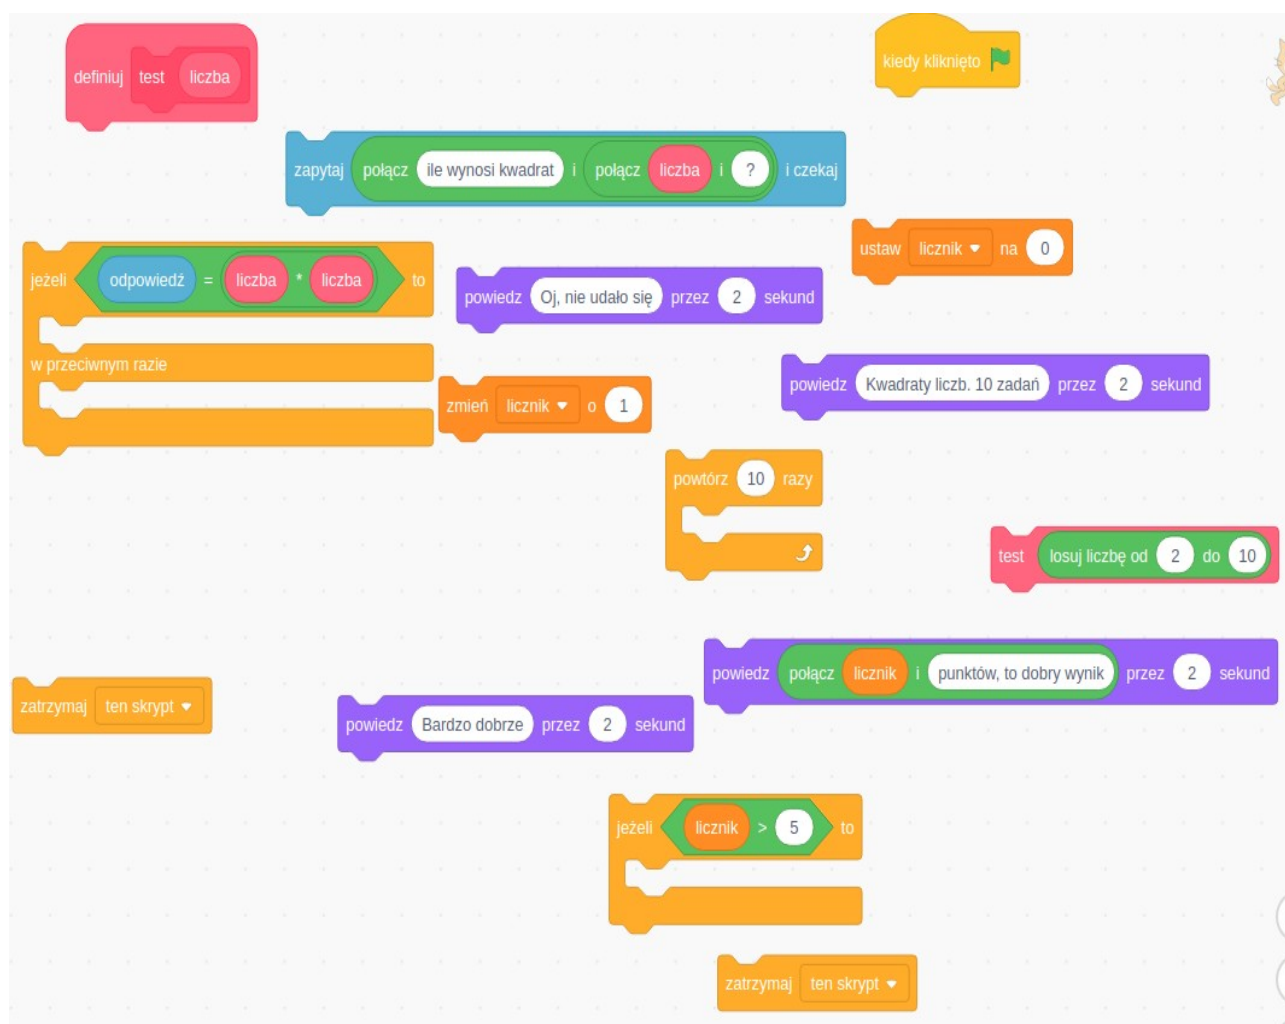 definiuj test liczba
kiedy kliknięto
zapytaj połącz ile wynosi kwadrat i połącz liczba i ? i czekaj
ustaw licznik na 0
jeżeli odpowiedź = liczba * liczba to
w przeciwnym razie
powiedz Oj, nie udało się przez 2 sekund
powiedz Kwadraty liczb. 10 zadań przez 2 sekund
zmień licznik o 1
powtórz 10 razy
test losuj liczbę od 2 do 10
powiedz połącz licznik i punktów, to dobry wynik przez 2 sekund
zatrzymaj ten skrypt
powiedz Bardzo dobrze przez 2 sekund
jeżeli licznik > 5 to
zatrzymaj ten skrypt